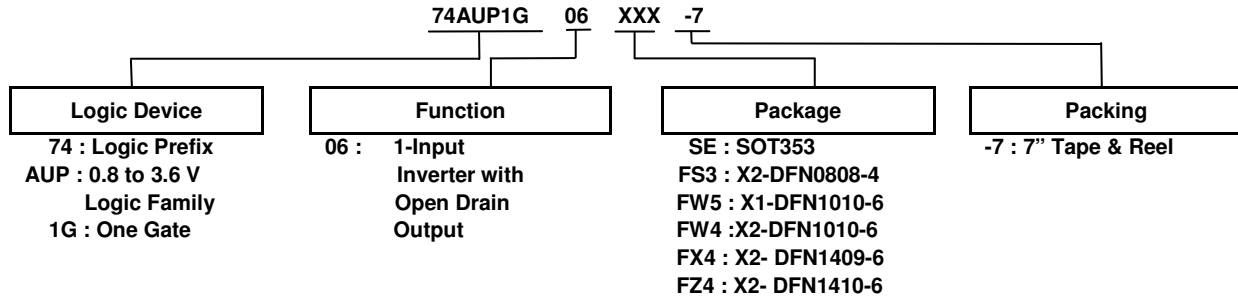 74AUP1G 06 XXX -7
Logic Device
74 : Logic Prefix
AUP : 0.8 to 3.6 V
Logic Family
1G : One Gate
Function
06 : 1-Input
Inverter with
Open Drain
Output
Package
SE : SOT353
FS3 : X2-DFN0808-4
FW5 : X1-DFN1010-6
FW4 :X2-DFN1010-6
FX4 : X2- DFN1409-6
FZ4 : X2- DFN1410-6
Packing
-7 : 7” Tape & Reel